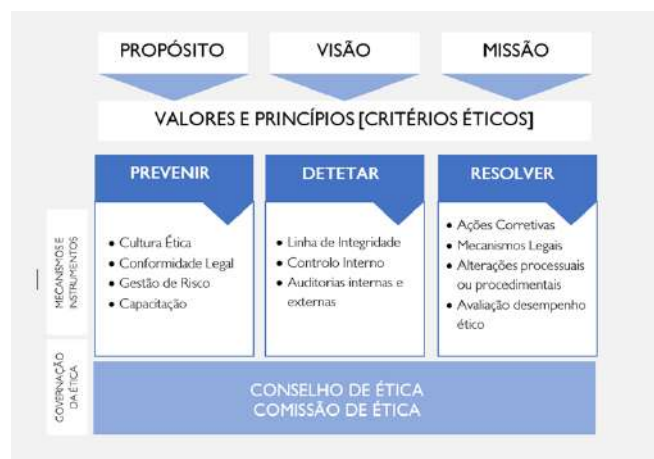 PROPÓSITO
VISÃO
MISSÃO
VALORES E PRINCÍPIOS [CRITÉRIOS ÉTICOS]
PREVENIR
DETETAR
RESOLVER
MECANISMOS E
INSTRUMENTOS
• Cultura Ética
• Conformidade Legal
• Gestão de Risco
• Capacitação
• Linha de Integridade
• Controlo Interno
• Auditorias internas e
externas
• Ações Corretivas
• Mecanismos Legais
• Alterações processuais
ou procedimentais
• Avaliação desempenho
ético
GOVERNAÇÃO
DA ÉTICA
CONSELHO DE ÉTICA
COMISSÃO DE ÉTICA